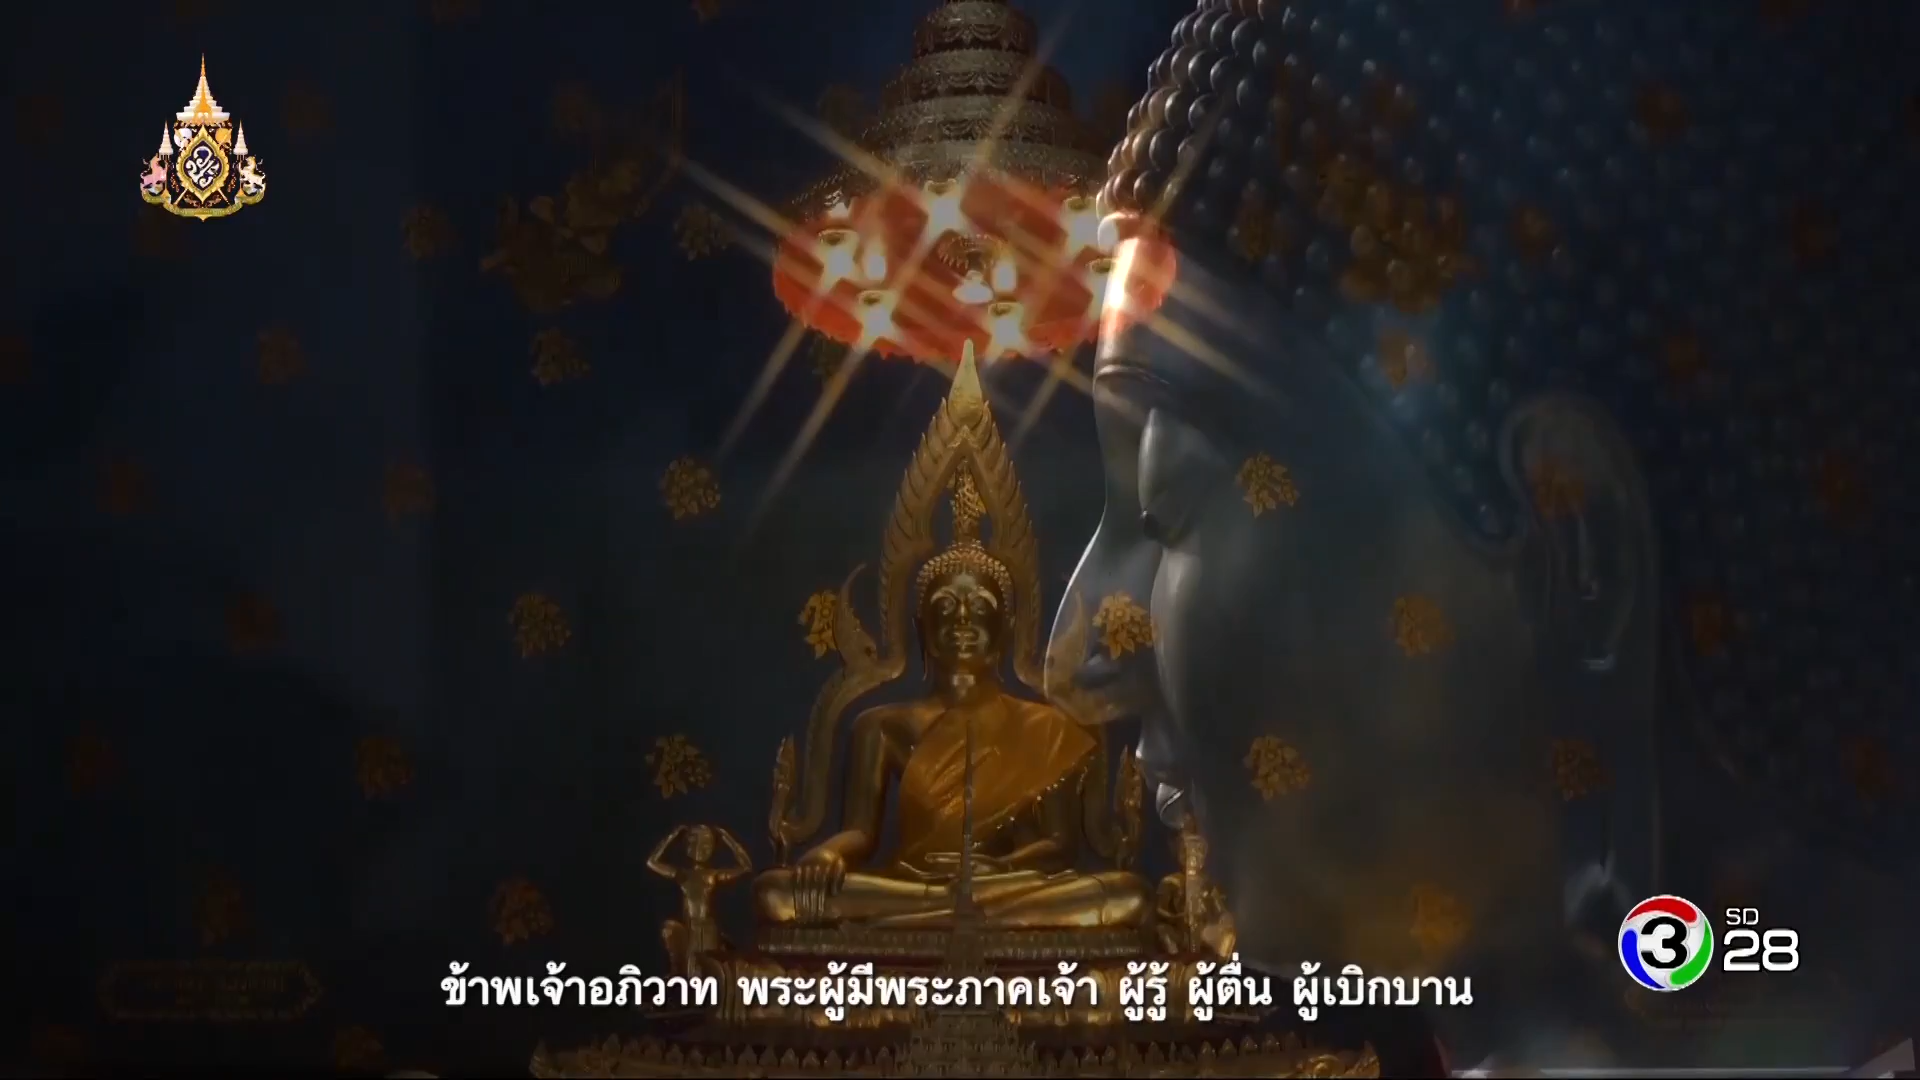 SD
3 28
ข้าพเจ้าอภิวาท พระผู้มีพระภาคเจ้า ผู้รู้ ผู้ตื่น ผู้เบิกบาน